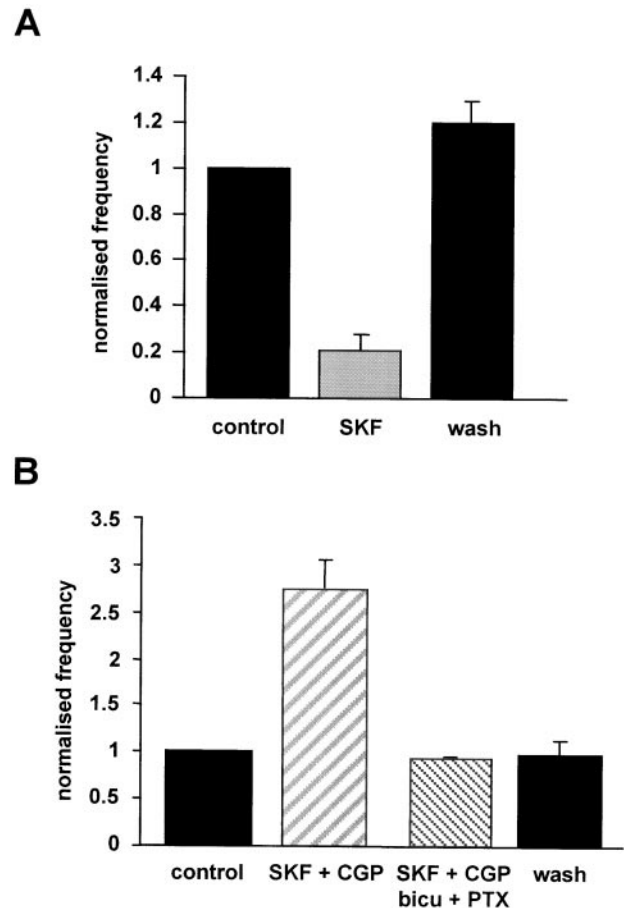 A
normalised frequency
1.4
1.2
1
0.8
0.6
0.4
0.2
0
control SKF wash
B
normalised frequency
3.5
3
2.5
2
1.5
1
0.5
0
control SKF + CGP SKF + CGP wash
bicu + PTX